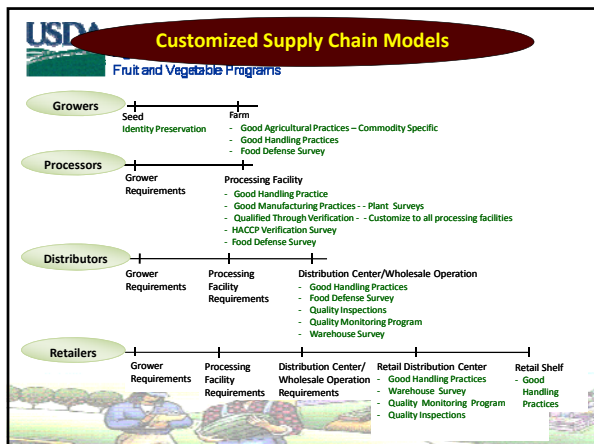 USDA
Customized Supply Chain Models
Fruit and Vegetable Programs
Growers
Seed
Identity Preservation
Farm
- Good Agricultural Practices – Commodity Specific
- Good Handling Practices
- Food Defense Survey
Processors
Grower
Requirements
Processing Facility
- Good Handling Practice
- Good Manufacturing Practices - - Plant Surveys
- Qualified Through Verification - - Customize to all processing facilities
- HACCP Verification Survey
- Food Defense Survey
Distributors
Grower
Requirements
Processing
Facility
Requirements
Distribution Center/Wholesale Operation
- Good Handling Practices
- Food Defense Survey
- Quality Inspections
- Quality Monitoring Program
- Warehouse Survey
Retailers
Grower
Requirements
Processing
Facility
Requirements
Distribution Center/
Wholesale Operation
Requirements
Retail Distribution Center
- Good Handling Practices
- Warehouse Survey
- Quality Monitoring Program
- Quality Inspections
Retail Shelf
- Good
Handling
Practices